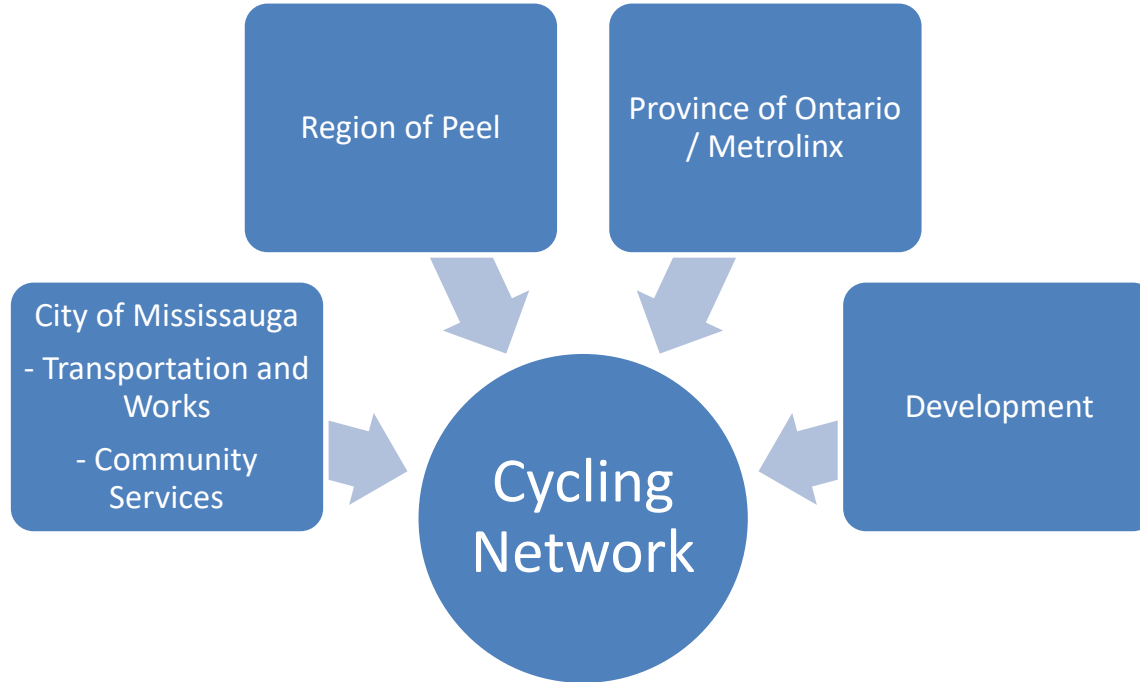 Region of Peel
Province of Ontario
/ Metrolinx
City of Mississauga
- Transportation and
Works
- Community
Services
Development
Cycling
Network